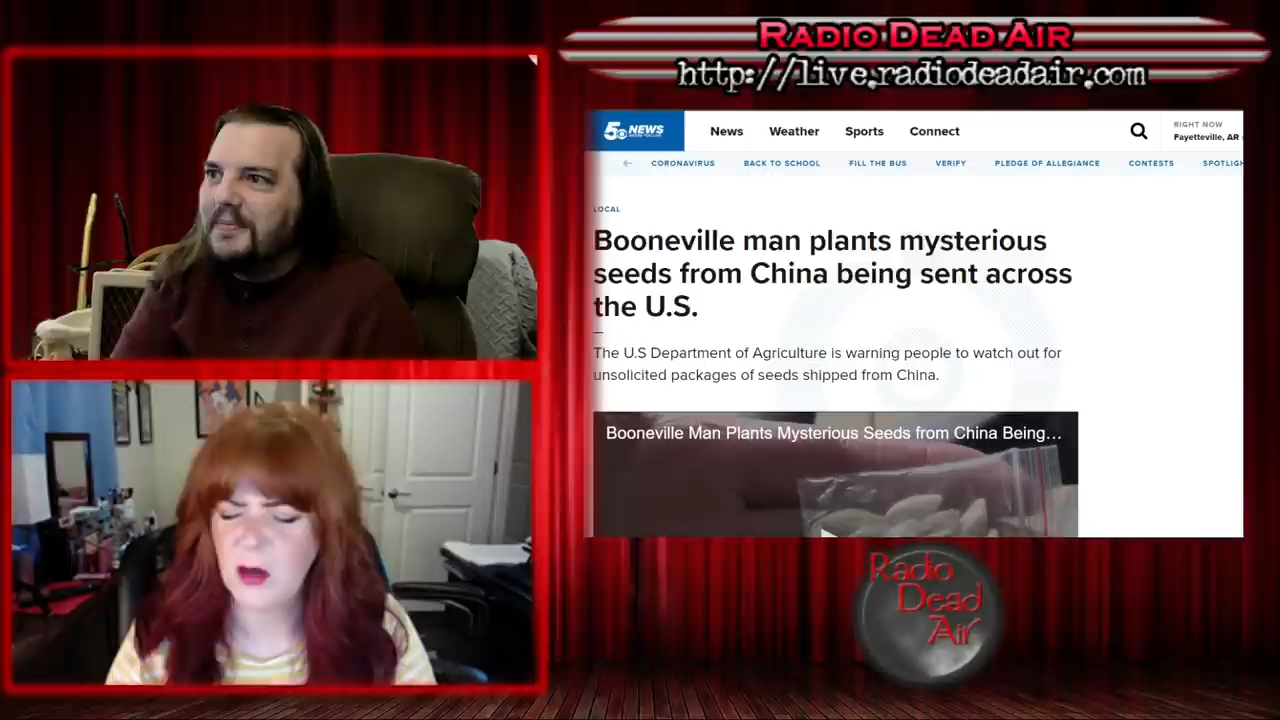 RADIO DEAD AIR
http://live.radiodeadair.com
5 NEWS
News
Weather
Sports
Connect
RIGHT NOW
Fayetteville, AR
CORONAVIRUS
BACK TO SCHOOL
FILL THE BUS
VERIFY
PLEDGE OF ALLEGIANCE
CONTESTS
SPOTLIGH
LOCAL
Booneville man plants mysterious
seeds from China being sent across
the U.S.
The U.S Department of Agriculture is warning people to watch out for
unsolicited packages of seeds shipped from China.
Booneville Man Plants Mysterious Seeds from China Being...
Radio
Dead
Air